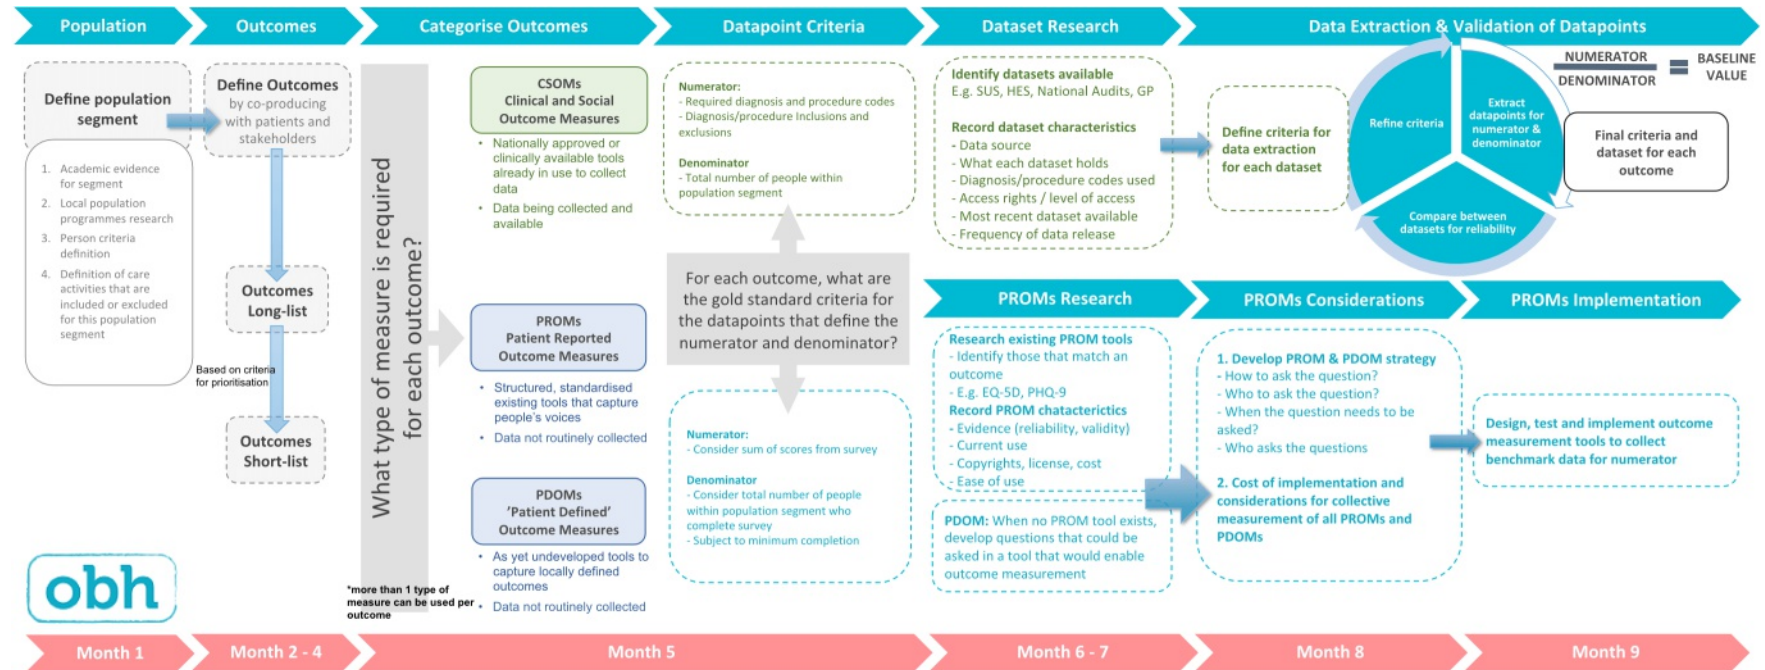 Population
Outcomes
Categorise Outcomes
Datapoint Criteria
Dataset Research
Data Extraction & Validation of Datapoints
Define population
segment
1. Academic evidence
for segment
2. Local population
programmes research
3. Person criteria
definition
4. Definition of care
activities that are
included or excluded
for this population
segment
Define Outcomes
by co-producing
with patients and
stakeholders
Outcomes
Long-list
Based on criteria
for prioritisation
Outcomes
Short-list
What type of measure is required
for each outcome?
*more than 1 type of
measure can be used per
outcome
CSOMs
Clinical and Social
Outcome Measures
• Nationally approved or
clinically available tools
already in use to collect
data
• Data being collected and
available
PROMs
Patient Reported
Outcome Measures
• Structured, standardised
existing tools that capture
people's voices
• Data not routinely collected
PDOMs
'Patient Defined'
Outcome Measures
• As yet undeveloped tools to
capture locally defined
outcomes
• Data not routinely collected
Numerator:
- Required diagnosis and procedure codes
- Diagnosis/procedure Inclusions and
exclusions
Denominator
- Total number of people within
population segment
For each outcome, what are
the gold standard criteria for
the datapoints that define the
numerator and denominator?
Numerator:
- Consider sum of scores from survey
Denominator
- Consider total number of people
within population segment who
complete survey
- Subject to minimum completion
Identify datasets available
E.g. SUS, HES, National Audits, GP
Record dataset characteristics
- Data source
- What each dataset holds
- Diagnosis/procedure codes used
- Access rights / level of access
- Most recent dataset available
- Frequency of data release
Define criteria for
data extraction
for each dataset
Refine criteria
Extract
datapoints for
numerator &
denominator
Compare between
datasets for reliability
NUMERATOR
DENOMINATOR
=
BASELINE
VALUE
Final criteria and
dataset for each
outcome
PROMs Research
PROMs Considerations
PROMs Implementation
Research existing PROM tools
- Identify those that match an
outcome
- E.g. EQ-5D, PHQ-9
Record PROM chatacterictics
- Evidence (reliability, validity)
- Current use
- Copyrights, license, cost
- Ease of use
PDOM: When no PROM tool exists,
develop questions that could be
asked in a tool that would enable
outcome measurement
1. Develop PROM & PDOM strategy
- How to ask the question?
- Who to ask the question?
- When the question needs to be
asked?
- Who asks the questions
2. Cost of implementation and
considerations for collective
measurement of all PROMs and
PDOMs
Design, test and implement outcome
measurement tools to collect
benchmark data for numerator
obh
Month 1
Month 2 - 4
Month 5
Month 6 - 7
Month 8
Month 9